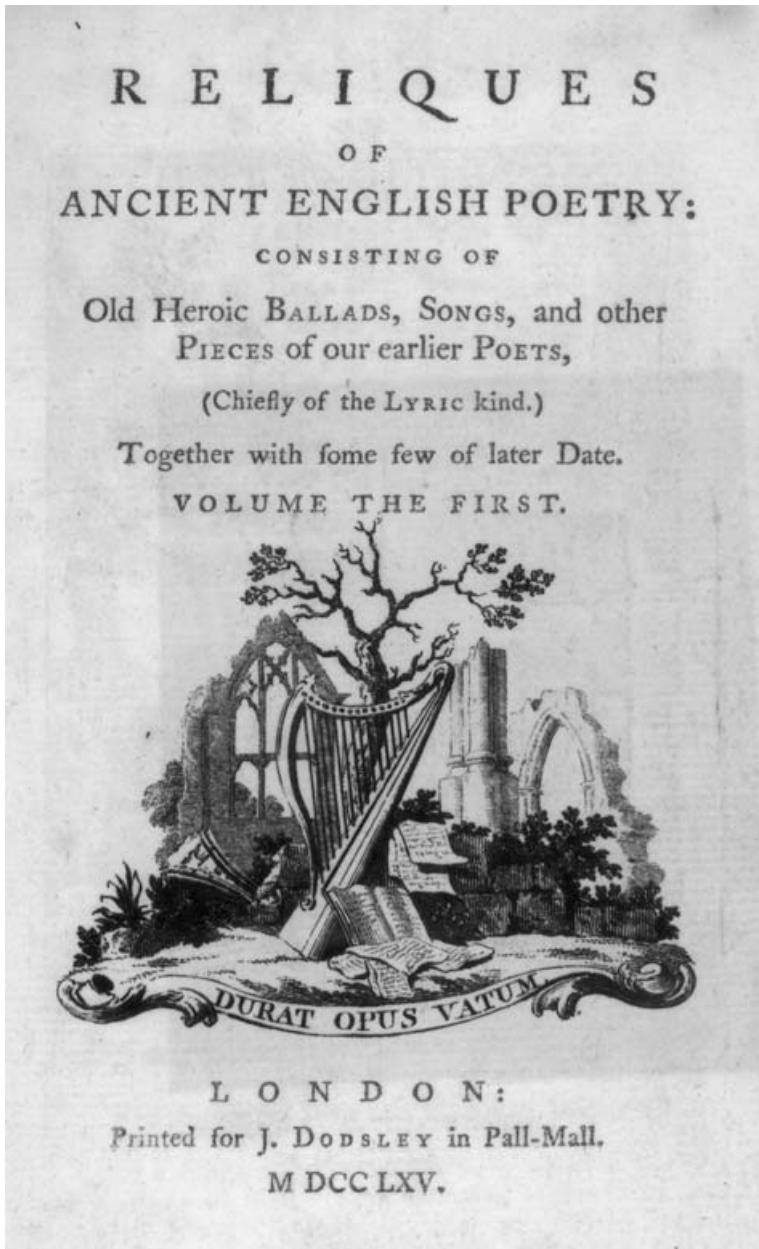 RELIQUES
OF
ANCIENT ENGLISH POETRY:
CONSISTING OF
Old Heroic BALLADS, SONGS, and other
PIECES of our earlier POETS,
(Chiefly of the LYRIC kind.)
Together with ſome few of later Date.
VOLUME THE FIRST.
DURAT OPUS VATUM.
LONDON:
Printed for J. DODSLEY in Pall-Mall.
M DCC LXV.